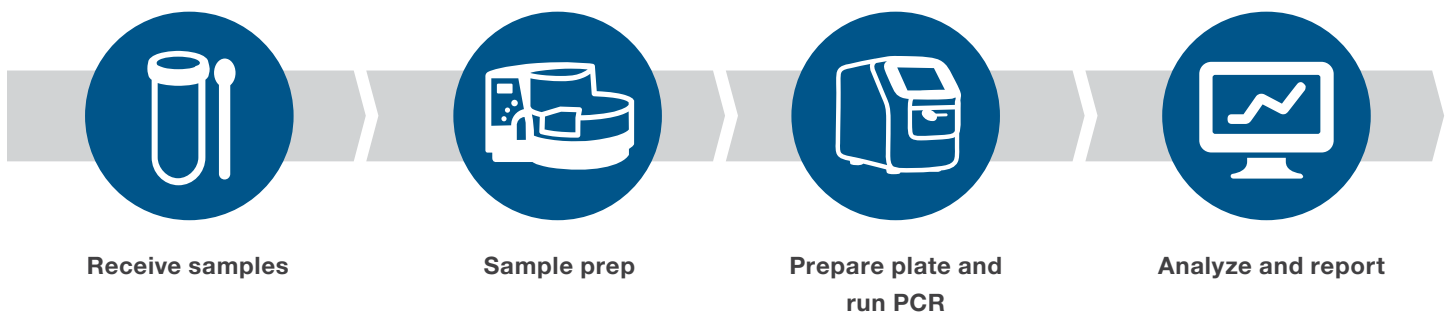 Receive samples
Sample prep
Prepare plate and
run PCR
Analyze and report